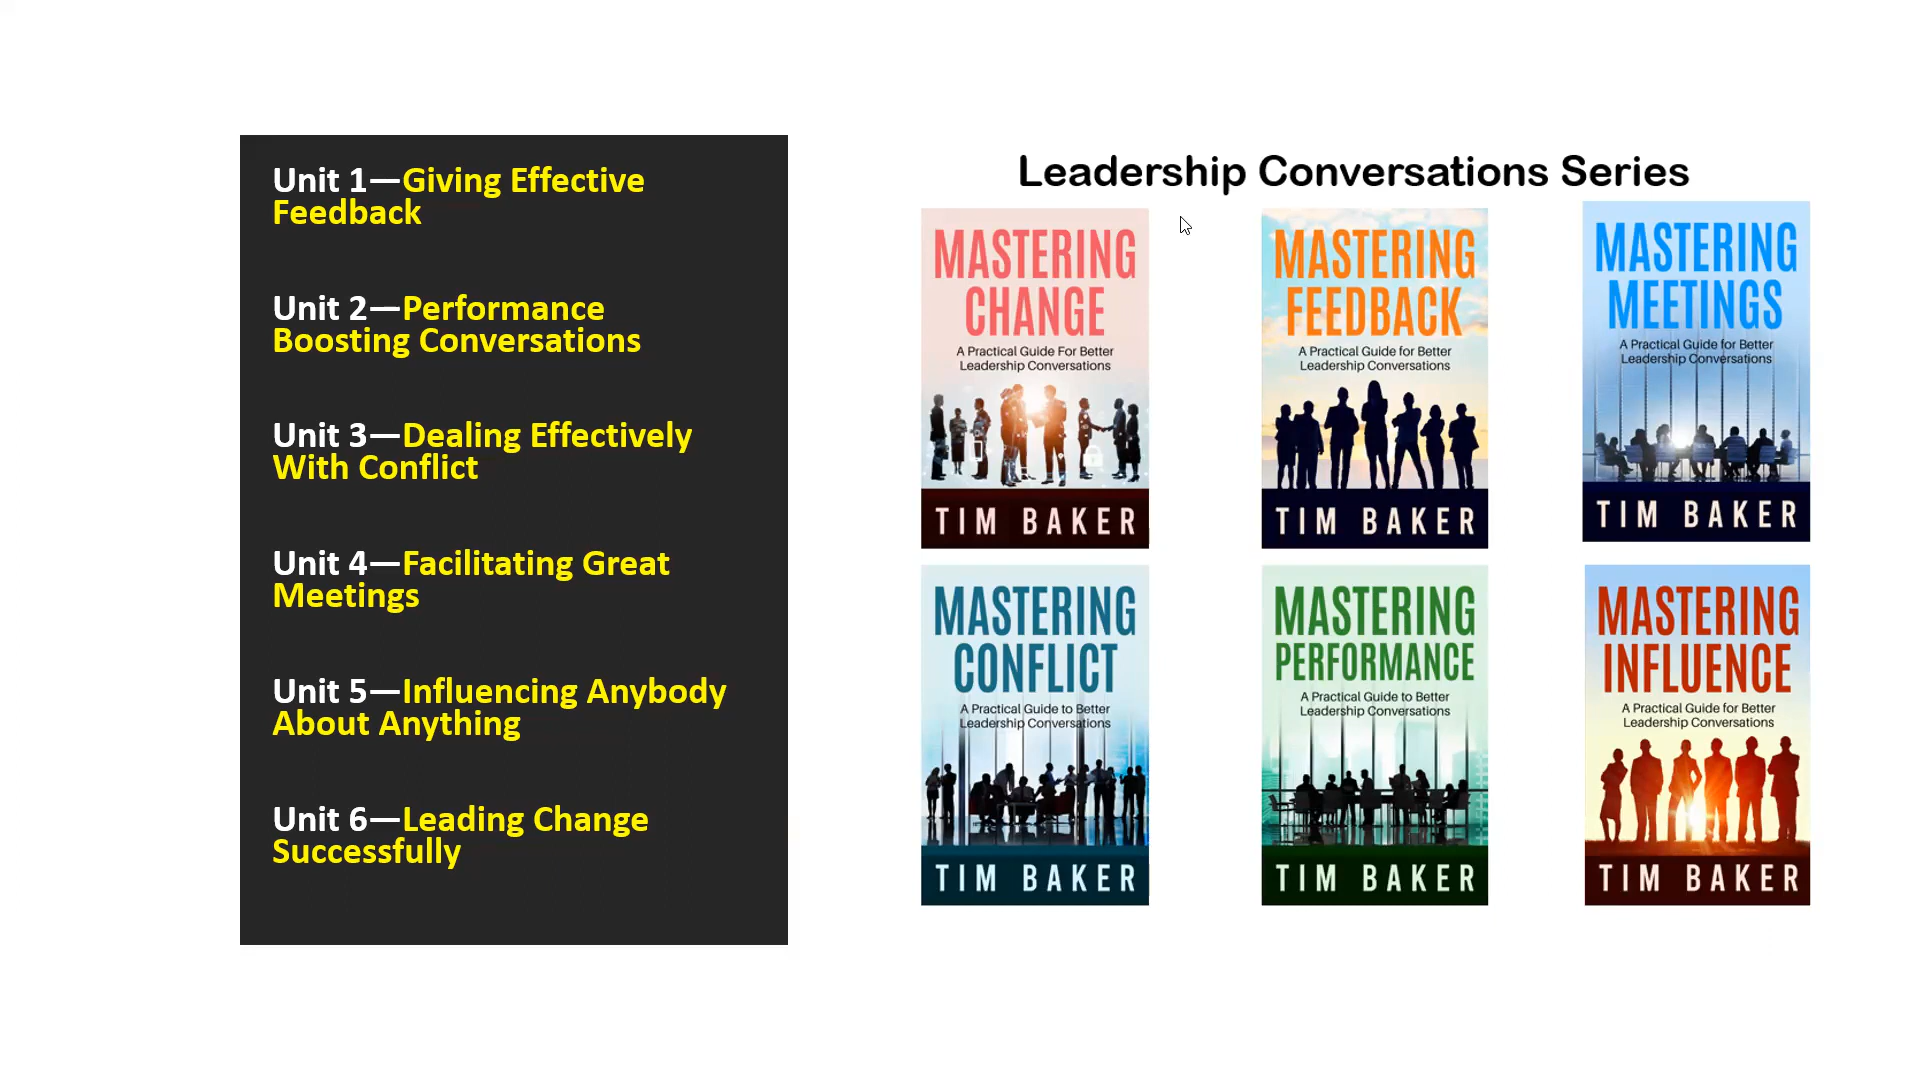 Unit 1—Giving Effective
Feedback
Unit 2—Performance
Boosting Conversations
Unit 3—Dealing Effectively
With Conflict
Unit 4—Facilitating Great
Meetings
Unit 5—Influencing Anybody
About Anything
Unit 6—Leading Change
Successfully
Leadership Conversations Series
MASTERING
CHANGE
A Practical Guide For Better
Leadership Conversations
TIM BAKER
MASTERING
FEEDBACK
A Practical Guide for Better
Leadership Conversations
TIM BAKER
MASTERING
MEETINGS
A Practical Guide for Better
Leadership Conversations
TIM BAKER
MASTERING
CONFLICT
A Practical Guide to Better
Leadership Conversations
TIM BAKER
MASTERING
PERFORMANCE
A Practical Guide to Better
Leadership Conversations
TIM BAKER
MASTERING
INFLUENCE
A Practical Guide for Better
Leadership Conversations
TIM BAKER